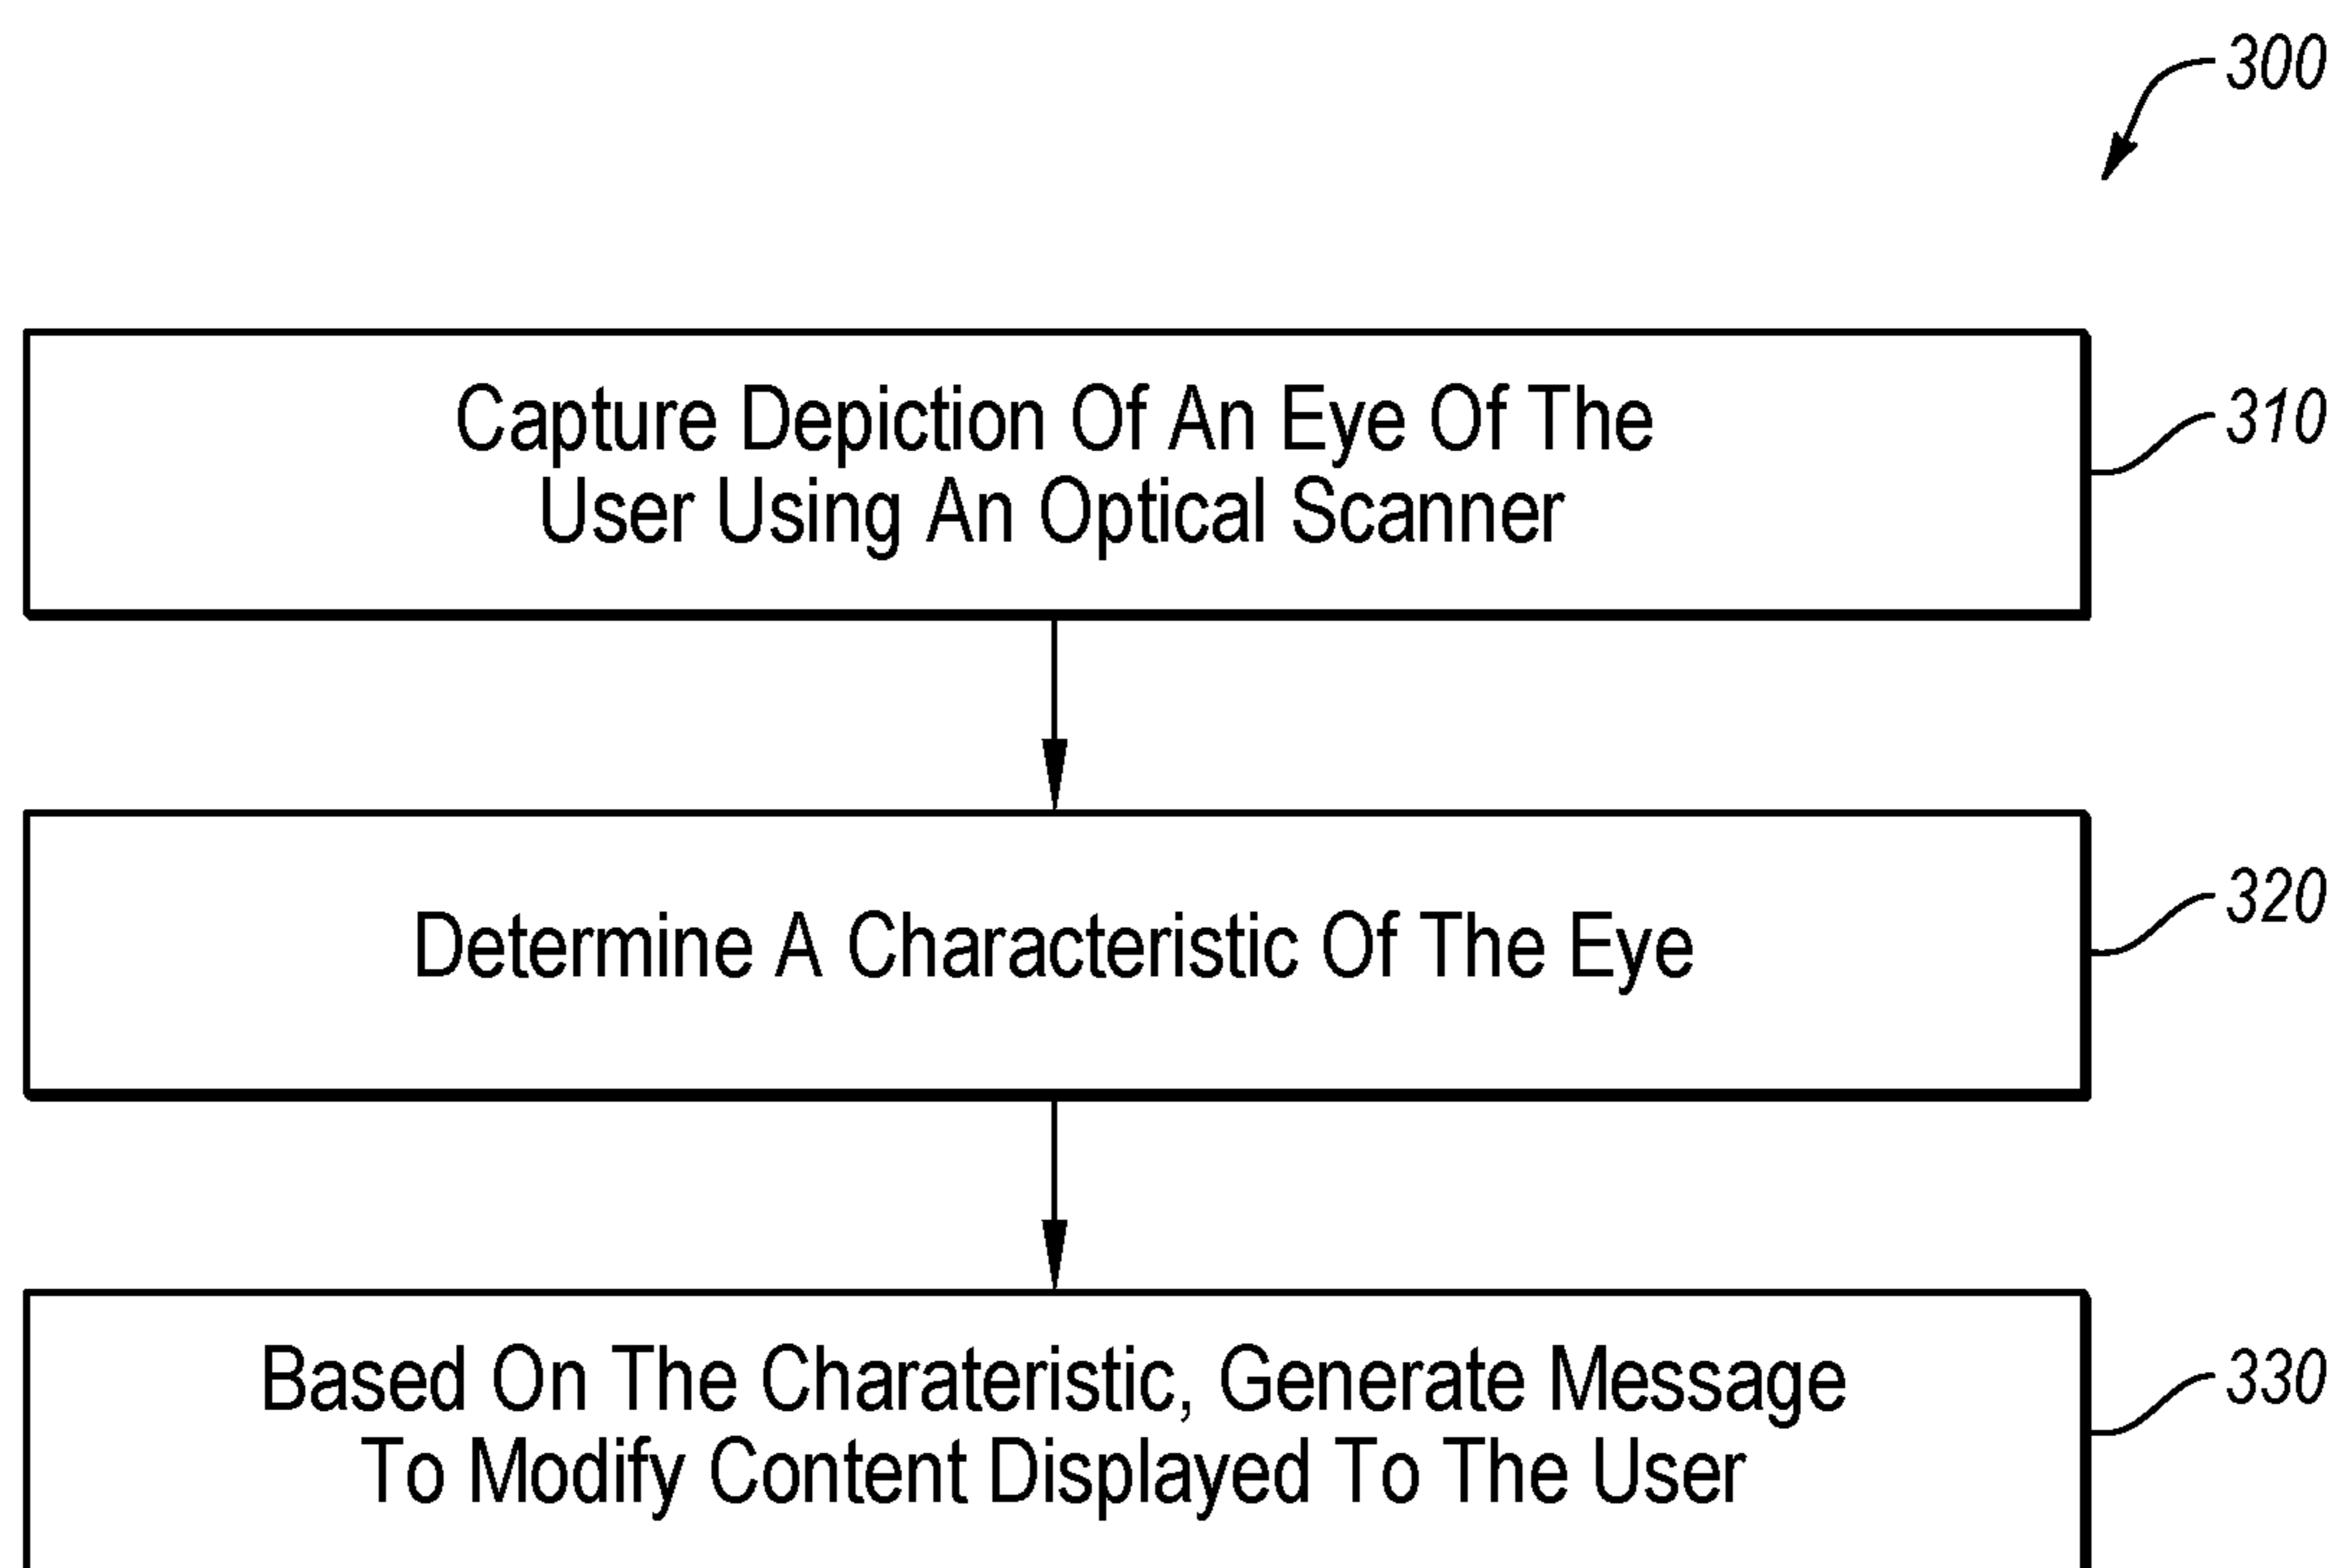 300
Capture Depiction Of An Eye Of The
User Using An Optical Scanner
310
Determine A Characteristic Of The Eye
320
Based On The Charateristic, Generate Message
To Modify Content Displayed To The User
330